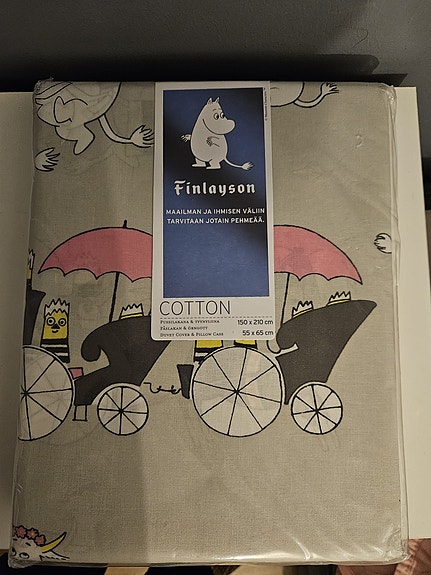 Finlayson
MAAILMAN JA IHMISEN VÄLIIN
TARVITAAN JOTAIN PEHMEÄÄ.
COTTON
PUSSILAKANA & TYYNYLIINA
PÅSLAKAN & ÖRNGOTT
DUVET COVER & PILLOW CASE
150 x 210 cm
55 x 65 cm